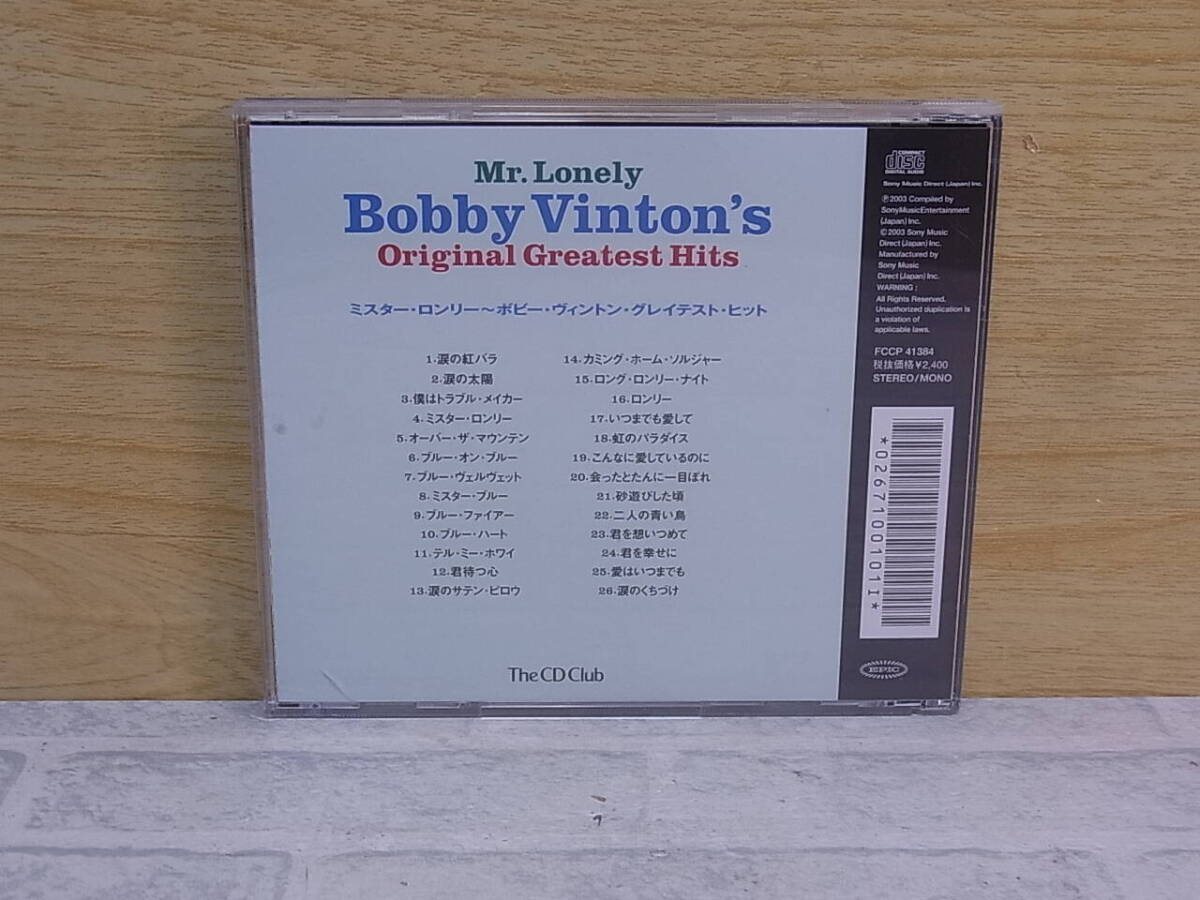 Mr. Lonely
Bobby Vinton's
Original Greatest Hits
ミスター・ロンリー〜ボビー・ヴィントン・グレイテスト・ヒット
1.涙の紅バラ
2.涙の太陽
3.僕はトラブル・メイカー
4.ミスター・ロンリー
5.オーバー・ザ・マウンテン
6.ブルー・オン・ブルー
7.ブルー・ヴェルヴェット
8.ミスター・ブルー
9.ブルー・ファイアー
10.ブルー・ハート
11.テル・ミー・ホワイ
12.君待つ心
13.涙のサテン・ピロウ
14.カミング・ホーム・ソルジャー
15.ロング・ロンリー・ナイト
16.ロンリー
17.いつまでも愛して
18.虹のパラダイス
19.こんなに愛しているのに
20.会ったとたんに一目ぼれ
21.砂遊びした頃
22.二人の青い鳥
23.君を想いつめて
24.君を幸せに
25.愛はいつまでも
26.涙のくちづけ
The CD Club
COMPACT
disc
DIGITAL AUDIO
Sony Music Direct (Japan) Inc.
℗2003 Compiled by
SonyMusicEntertainment
(Japan) Inc.
©2003 Sony Music
Direct (Japan) Inc.
Manufactured by
Sony Music
Direct (Japan) Inc.
WARNING :
All Rights Reserved.
Unauthorized duplication is
a violation of
applicable laws.
FCCP 41384
税抜価格¥2,400
STEREO/MONO
*02671001011*
EPIC